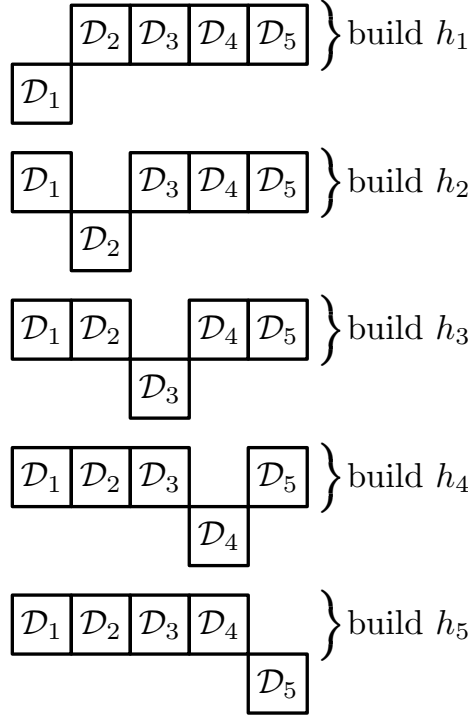 𝒟₂ 𝒟₃ 𝒟₄ 𝒟₅ } build h₁
𝒟₁
𝒟₁ 𝒟₃ 𝒟₄ 𝒟₅ } build h₂
𝒟₂
𝒟₁ 𝒟₂ 𝒟₄ 𝒟₅ } build h₃
𝒟₃
𝒟₁ 𝒟₂ 𝒟₃ 𝒟₅ } build h₄
𝒟₄
𝒟₁ 𝒟₂ 𝒟₃ 𝒟₄ } build h₅
𝒟₅